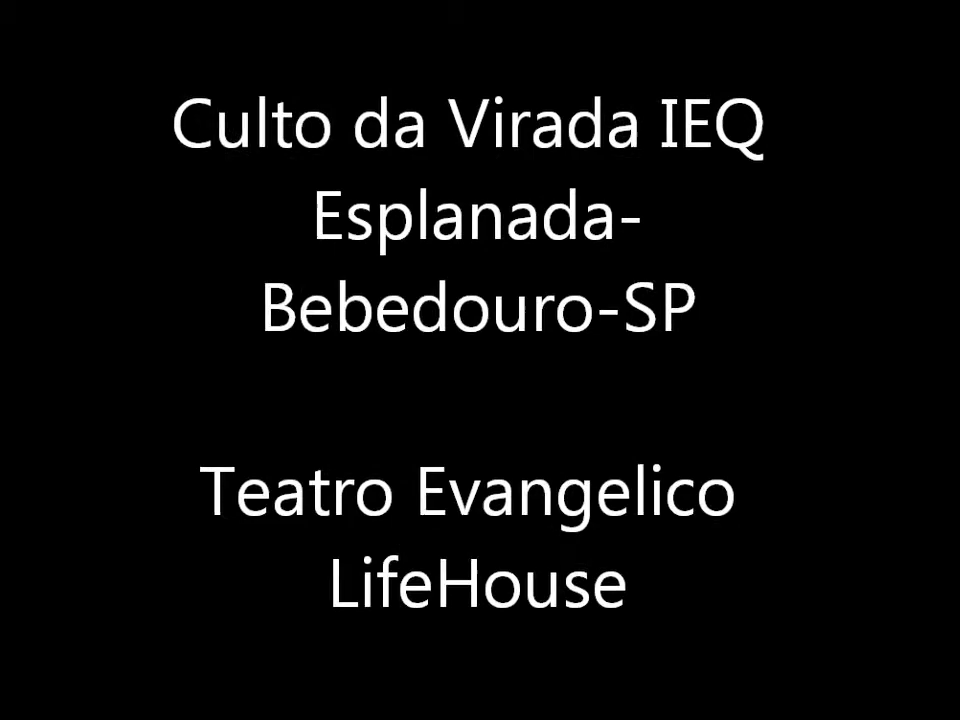 Culto da Virada IEQ
Esplanada-
Bebedouro-SP
Teatro Evangelico
LifeHouse